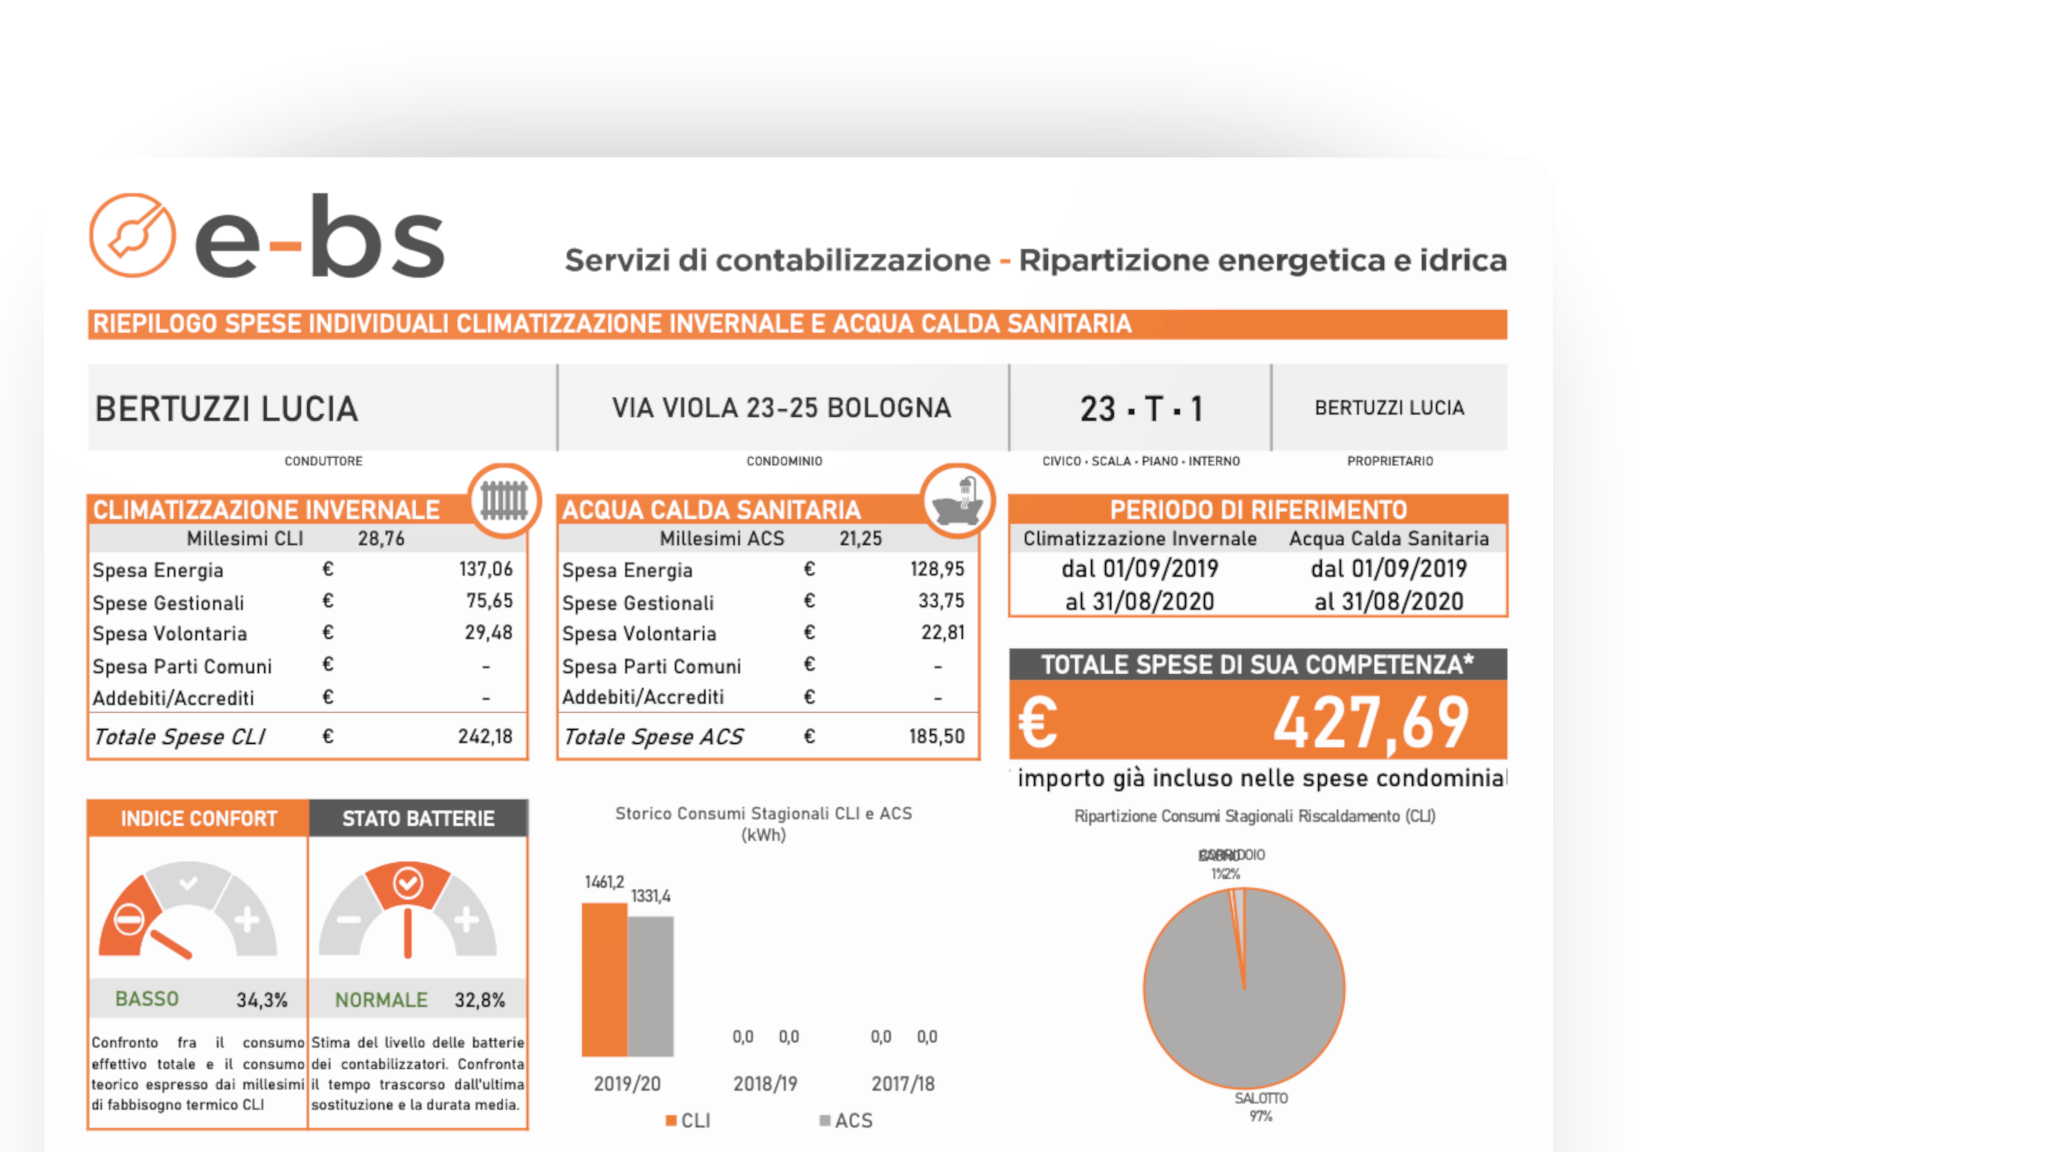 e-bs
Servizi di contabilizzazione - Ripartizione energetica e idrica
RIEPILOGO SPESE INDIVIDUALI CLIMATIZZAZIONE INVERNALE E ACQUA CALDA SANITARIA
BERTUZZI LUCIA
VIA VIOLA 23-25 BOLOGNA
23 · T · 1
BERTUZZI LUCIA
CONDUTTORE
CONDOMINIO
CIVICO · SCALA · PIANO · INTERNO
PROPRIETARIO
CLIMATIZZAZIONE INVERNALE
Millesimi CLI 28,76
Spesa Energia € 137,06
Spese Gestionali € 75,65
Spesa Volontaria € 29,48
Spesa Parti Comuni € -
Addebiti/Accrediti € -
Totale Spese CLI € 242,18
ACQUA CALDA SANITARIA
Millesimi ACS 21,25
Spesa Energia € 128,95
Spese Gestionali € 33,75
Spesa Volontaria € 22,81
Spesa Parti Comuni € -
Addebiti/Accrediti € -
Totale Spese ACS € 185,50
PERIODO DI RIFERIMENTO
Climatizzazione Invernale Acqua Calda Sanitaria
dal 01/09/2019 dal 01/09/2019
al 31/08/2020 al 31/08/2020
TOTALE SPESE DI SUA COMPETENZA*
€ 427,69
importo già incluso nelle spese condominial
INDICE CONFORT
BASSO 34,3%
Confronto fra il consumo
effettivo totale e il consumo
teorico espresso dai millesimi
di fabbisogno termico CLI
STATO BATTERIE
NORMALE 32,8%
Stima del livello delle batterie
dei contabilizzatori. Confronta
il tempo trascorso dall'ultima
sostituzione e la durata media.
Storico Consumi Stagionali CLI e ACS
(kWh)
1461,2
1331,4
0,0 0,0 0,0 0,0
2019/20 2018/19 2017/18
CLI ACS
Ripartizione Consumi Stagionali Riscaldamento (CLI)
CORRIDOIO
1% 2%
SALOTTO
97%